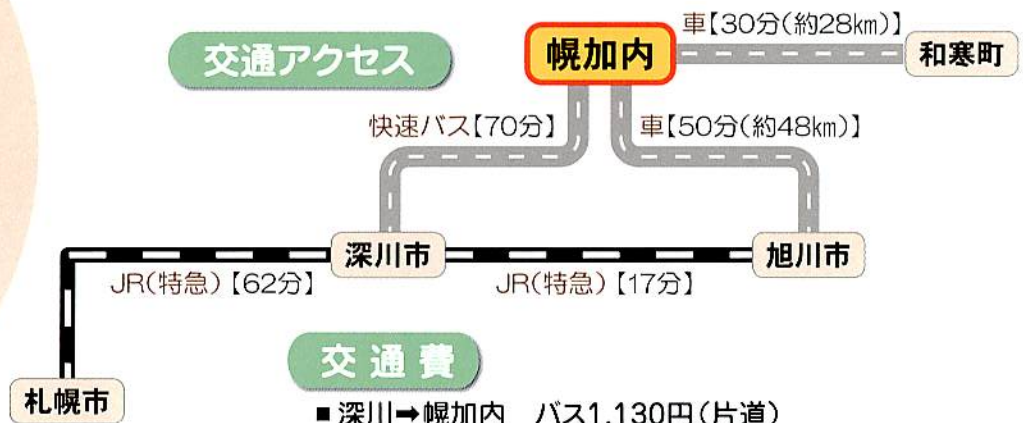 車【30分(約28㎞)】
交通アクセス
幌加内
和寒町
快速バス【70分】
車【50分(約48㎞)】
深川市
旭川市
JR(特急)【62分】
JR(特急)【17分】
交通費
札幌市
■深川➡幌加内 バス1,130円(片道)